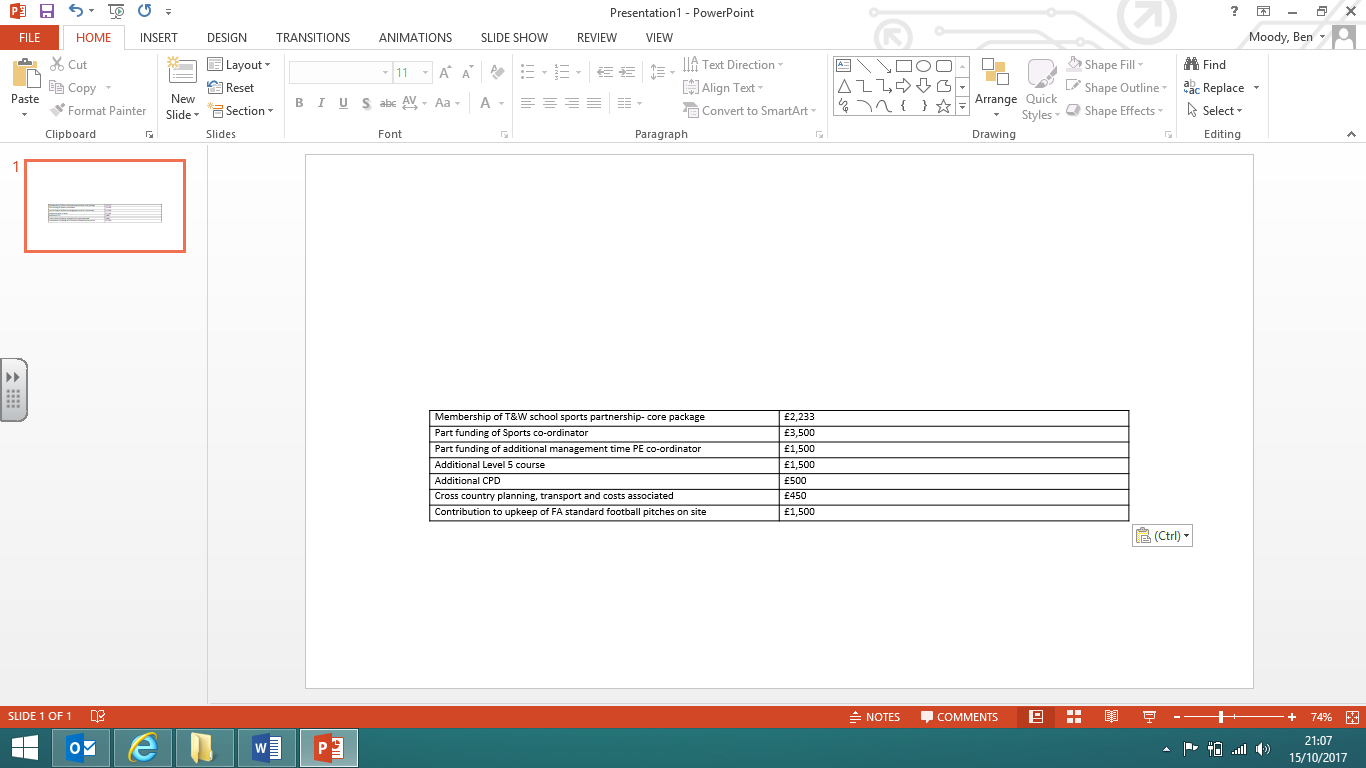 Presentation1 - PowerPoint
?
FILE HOME INSERT DESIGN TRANSITIONS ANIMATIONS SLIDE SHOW REVIEW VIEW Moody, Ben
Paste
Cut
Copy
Format Painter
Clipboard
New Slide
Layout
Reset
Section
Slides
11
B I U S abc AV Aa A
Font
Text Direction
Align Text
Convert to SmartArt
Paragraph
Arrange
Quick Styles
Shape Fill
Shape Outline
Shape Effects
Drawing
Find
Replace
Select
Editing
1
Membership of T&W school sports partnership- core package £2,233
Part funding of Sports co-ordinator £3,500
Part funding of additional management time PE co-ordinator £1,500
Additional Level 5 course £1,500
Additional CPD £500
Cross country planning, transport and costs associated £450
Contribution to upkeep of FA standard football pitches on site £1,500
(Ctrl)
SLIDE 1 OF 1 NOTES COMMENTS 74%
21:07
15/10/2017